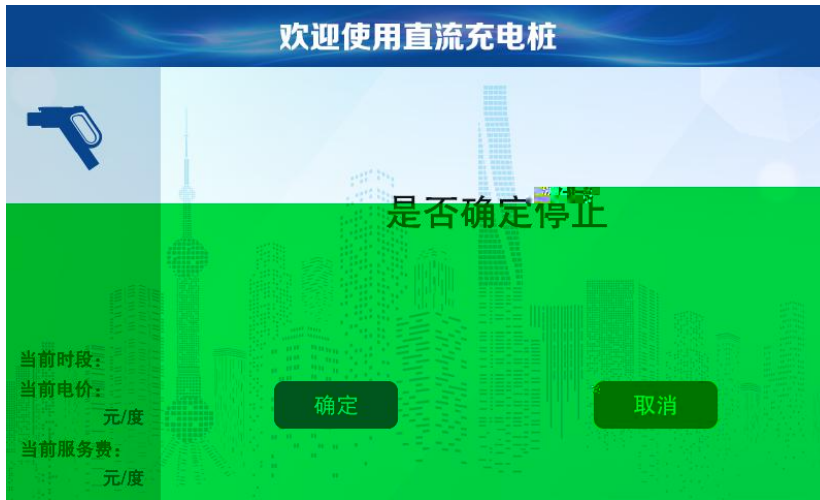 欢迎使用直流充电桩
是否确定停止
当前时段：
当前电价：
元/度
当前服务费：
元/度
确定
取消